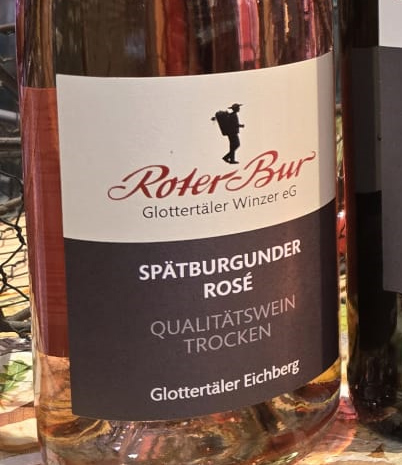 Roter Bur
Glottertäler Winzer eG
SPÄTBURGUNDER
ROSÉ
QUALITÄTSWEIN
TROCKEN
Glottertäler Eichberg